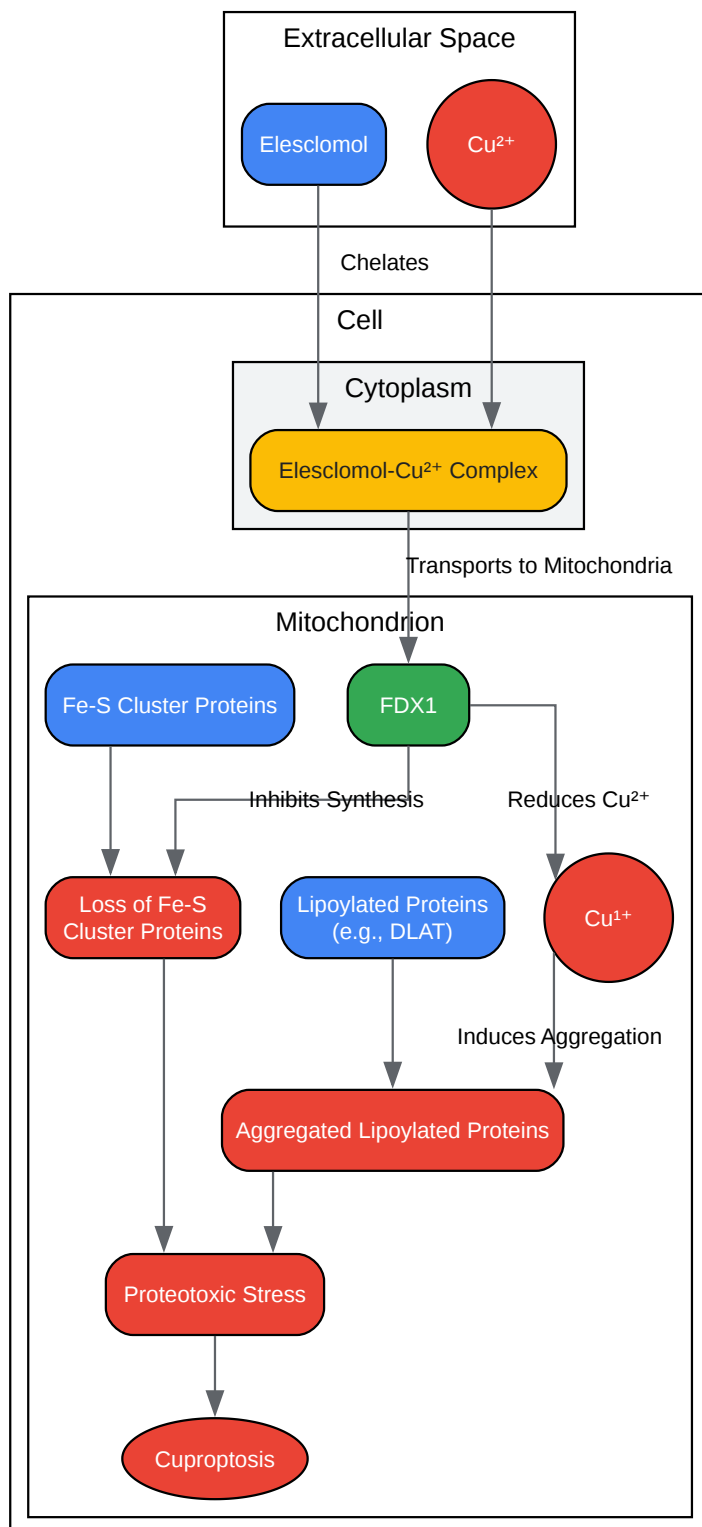 Extracellular Space
Elesclomol
Cu²⁺
Chelates
Cell
Cytoplasm
Elesclomol-Cu²⁺ Complex
Transports to Mitochondria
Mitochondrion
Fe-S Cluster Proteins
FDX1
Inhibits Synthesis
Reduces Cu²⁺
Loss of Fe-S
Cluster Proteins
Lipoylated Proteins
(e.g., DLAT)
Cu¹⁺
Induces Aggregation
Aggregated Lipoylated Proteins
Proteotoxic Stress
Cuproptosis